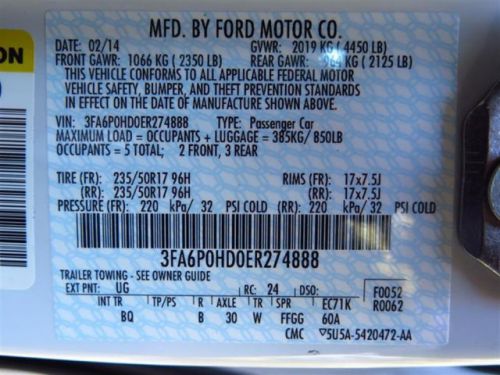 MFD. BY FORD MOTOR CO.
DATE: 02/14 GVWR: 2019 KG ( 4450 LB)
FRONT GAWR: 1066 KG ( 2350 LB) REAR GAWR: KG ( 2125 LB)
THIS VEHICLE CONFORMS TO ALL APPLICABLE FEDERAL MOTOR
VEHICLE SAFETY, BUMPER, AND THEFT PREVENTION STANDARDS
IN EFFECT ON THE DATE OF MANUFACTURE SHOWN ABOVE.
VIN: 3FA6P0HD0ER274888 TYPE: Passenger Car
MAXIMUM LOAD = OCCUPANTS + LUGGAGE = 385KG/ 850LB
OCCUPANTS = 5 TOTAL; 2 FRONT, 3 REAR
TIRE (FR): 235/50R17 96H RIMS (FR): 17x7.5J
(RR): 235/50R17 96H (RR): 17x7.5J
PRESSURE (FR): 220 kPa/ 32 PSI COLD (RR): 220 kPa/ 32 PSI COLD
3FA6P0HD0ER274888
TRAILER TOWING - SEE OWNER GUIDE
EXT PNT: UG RC: 24 DSO: F0052
INT TR TP/PS R AXLE TR SPR EC71K R0062
BQ B 30 W FFGG 60A
CMC 5U5A-5420472-AA
ON